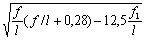 √(f/l (f/l + 0,28) − 12,5 f₁/l)